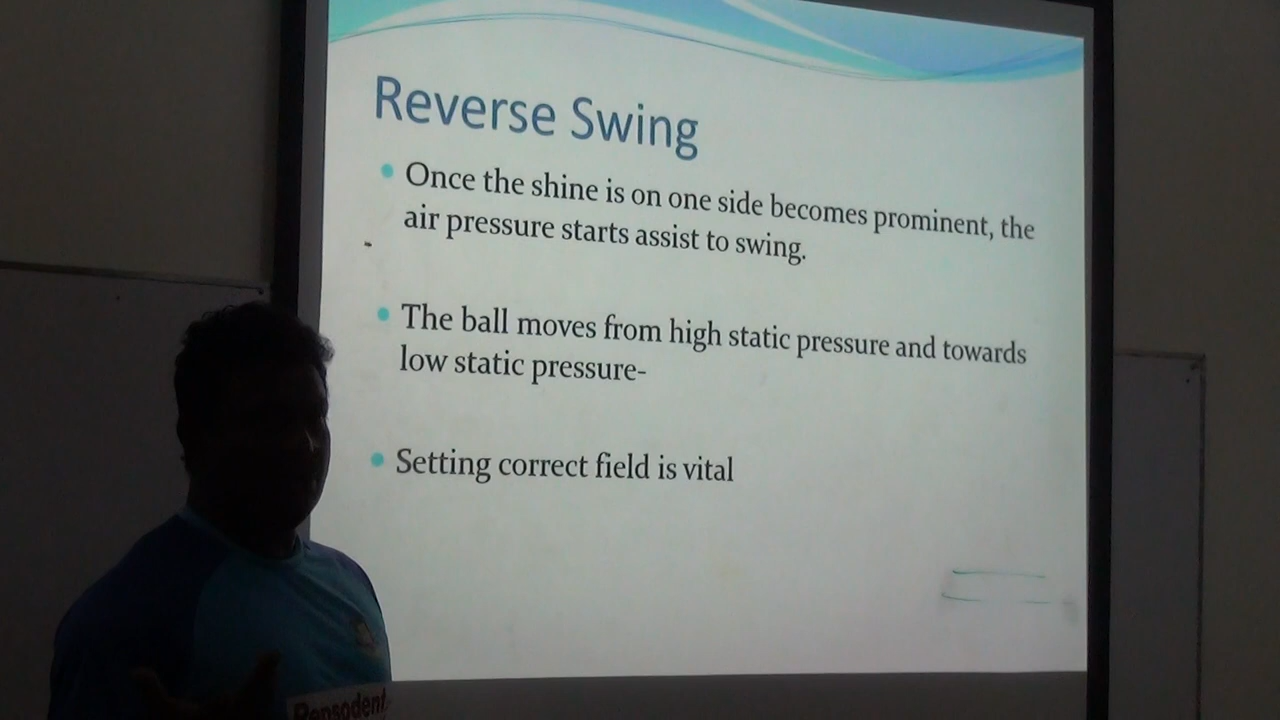 Reverse Swing
Once the shine is on one side becomes prominent, the
air pressure starts assist to swing.
The ball moves from high static pressure and towards
low static pressure-
Setting correct field is vital
Pepsodent